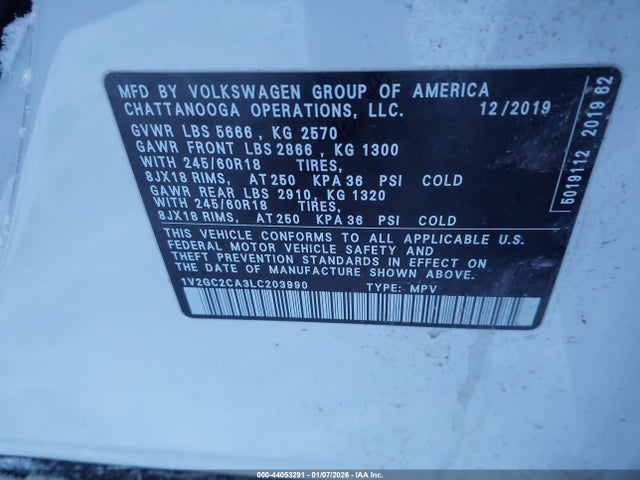 MFD BY VOLKSWAGEN GROUP OF AMERICA
CHATTANOOGA OPERATIONS, LLC. 12/2019
GVWR LBS 5666 , KG 2570
GAWR FRONT LBS 2866 , KG 1300
WITH 245/60R18 TIRES,
8JX18 RIMS, AT 250 KPA 36 PSI COLD
GAWR REAR LBS 2910, KG 1320
WITH 245/60R18 TIRES,
8JX18 RIMS, AT 250 KPA 36 PSI COLD
THIS VEHICLE CONFORMS TO ALL APPLICABLE U.S.
FEDERAL MOTOR VEHICLE SAFETY AND
THEFT PREVENTION STANDARDS IN EFFECT ON
THE DATE OF MANUFACTURE SHOWN ABOVE.
1V2GC2CA3LC203990 TYPE: MPV
5019112 2019 62
000-44053291 - 01/07/2026 - IAA Inc.